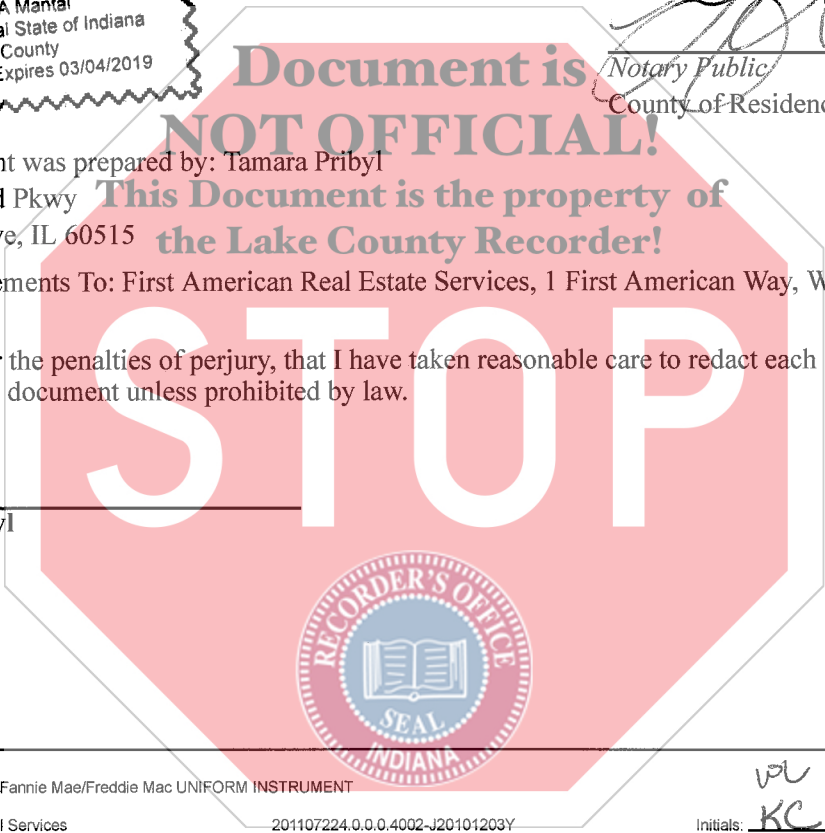 A Mantai
al State of Indiana
County
Expires 03/04/2019
Notary Public
County of Residenc
Document is
NOT OFFICIAL!
This Document is the property of
the Lake County Recorder!
nt was prepared by: Tamara Pribyl
d Pkwy
ve, IL 60515
ements To: First American Real Estate Services, 1 First American Way, W
r the penalties of perjury, that I have taken reasonable care to redact each
document unless prohibited by law.
STOP
yl
RECORDER'S OFFICE
SEAL
INDIANA
Fannie Mae/Freddie Mac UNIFORM INSTRUMENT
l Services
201107224.0.0.0.4002-J20101203Y
Initials: KC